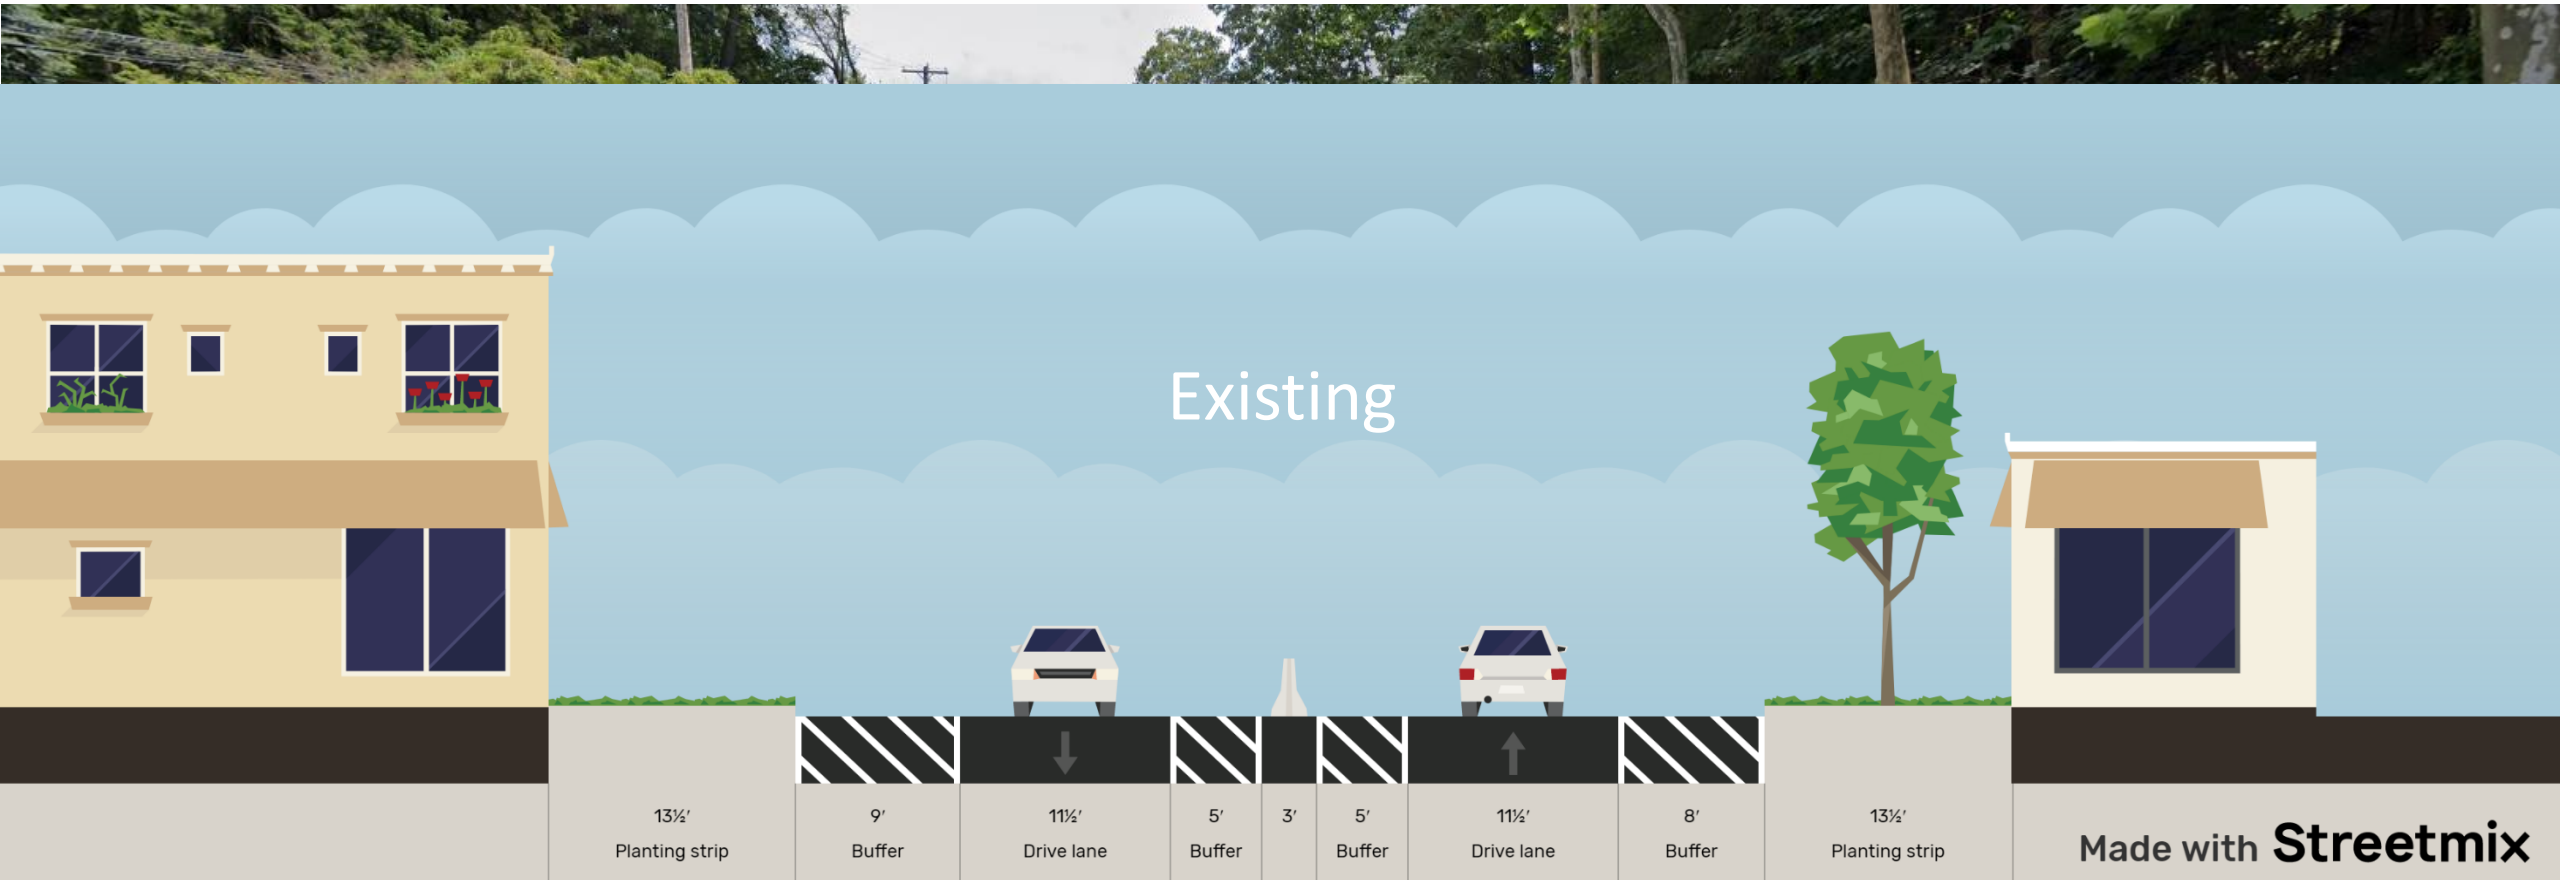 Existing
13½′ 9′ 11½′ 5′ 3′ 5′ 11½′ 8′ 13½′
Planting strip Buffer Drive lane Buffer Buffer Drive lane Buffer Planting strip
Made with Streetmix